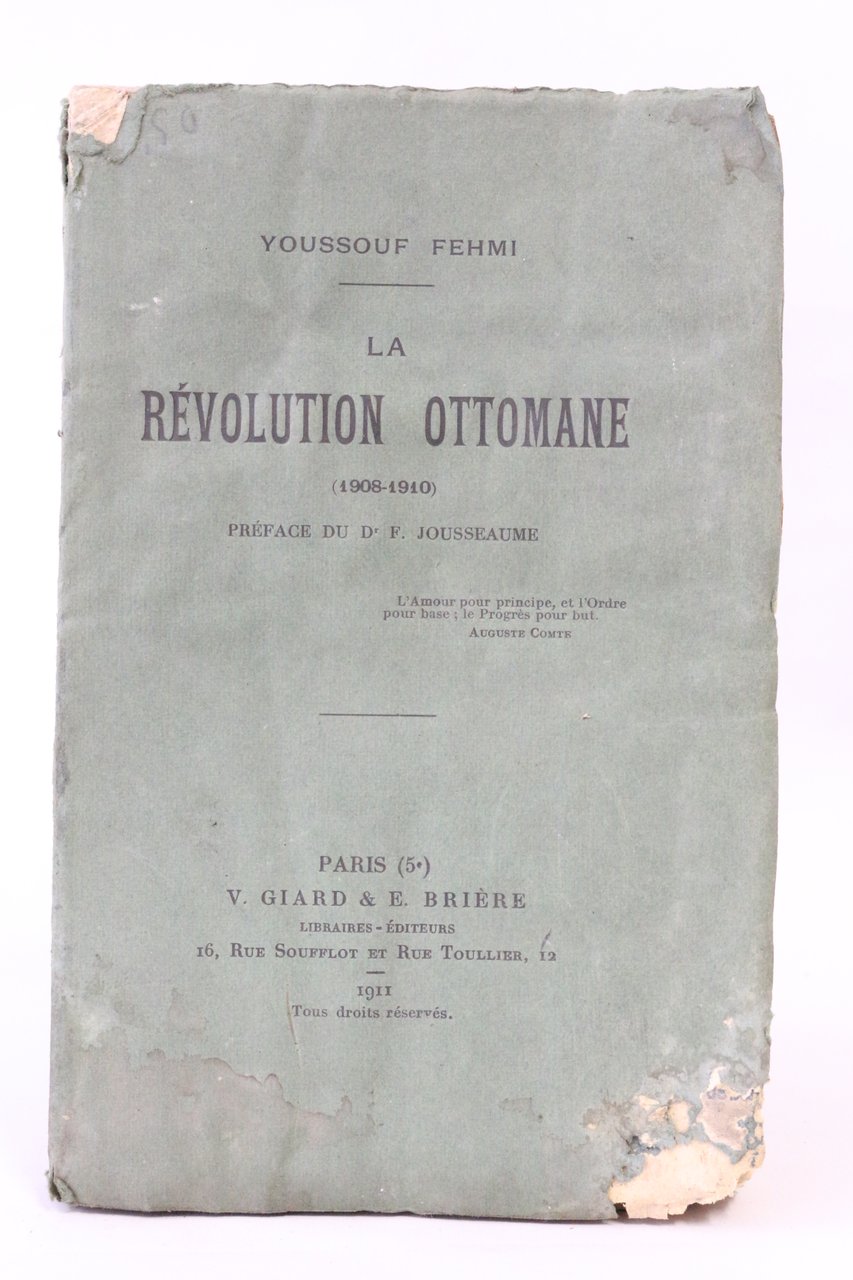 YOUSSOUF FEHMI
LA
RÉVOLUTION OTTOMANE
(1908-1910)
PRÉFACE DU Dr F. JOUSSEAUME
L'Amour pour principe, et l'Ordre
pour base ; le Progrès pour but.
AUGUSTE COMTE
PARIS (5e)
V. GIARD & E. BRIÈRE
LIBRAIRES-ÉDITEURS
16, RUE SOUFFLOT ET RUE TOULLIER, 12
1911
Tous droits réservés.